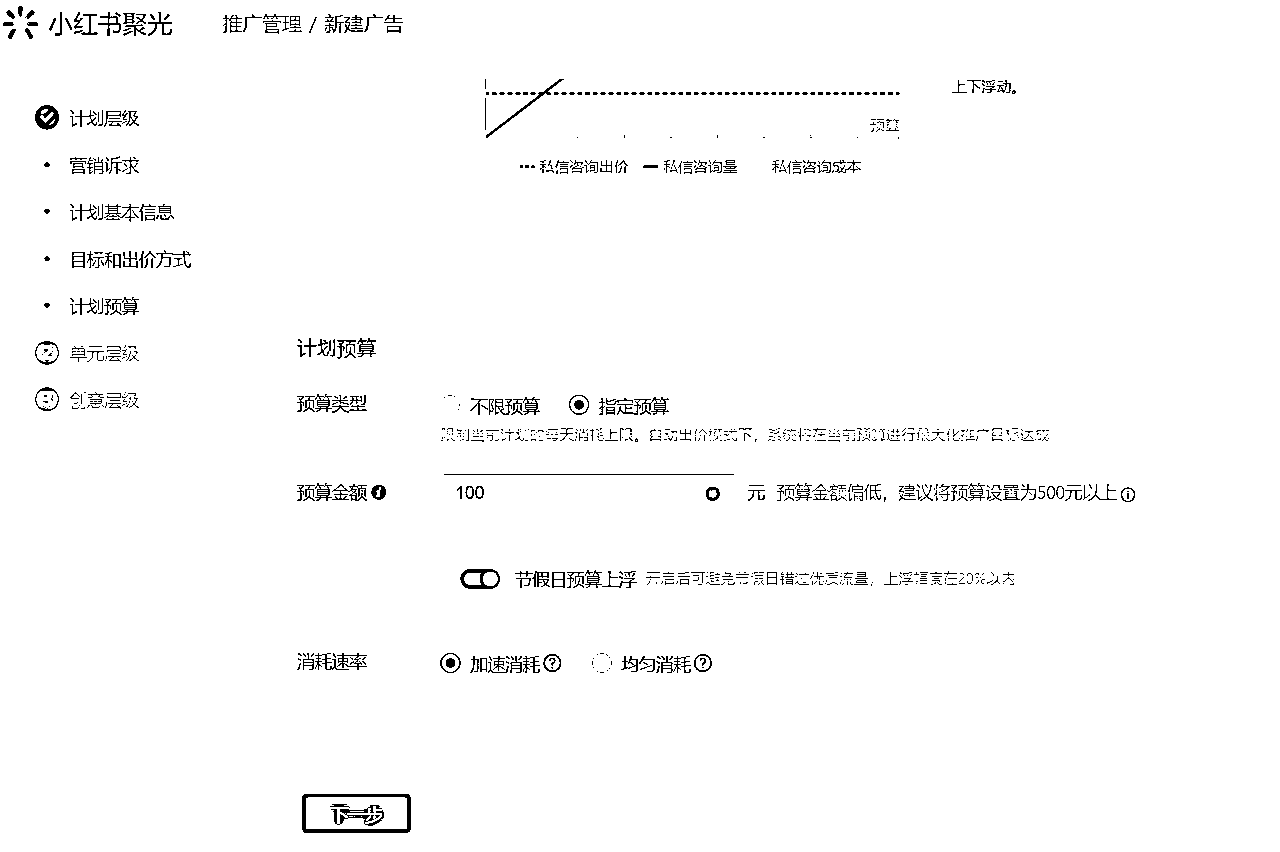 小红书聚光 推广管理 / 新建广告
上下浮动。
预算
私信咨询出价 私信咨询量 私信咨询成本
计划层级
营销诉求
计划基本信息
目标和出价方式
计划预算
单元层级
创意层级
计划预算
预算类型 不限预算 指定预算
限制当前计划的每天消耗上限。自动出价模式下，系统将在当前预算进行最大化推广目标达成
预算金额 100 元 预算金额偏低，建议将预算设置为500元以上
节假日预算上浮 开启后可避免节假日错过优质流量，上浮幅度在20%以内
消耗速率 加速消耗 均匀消耗
下一步